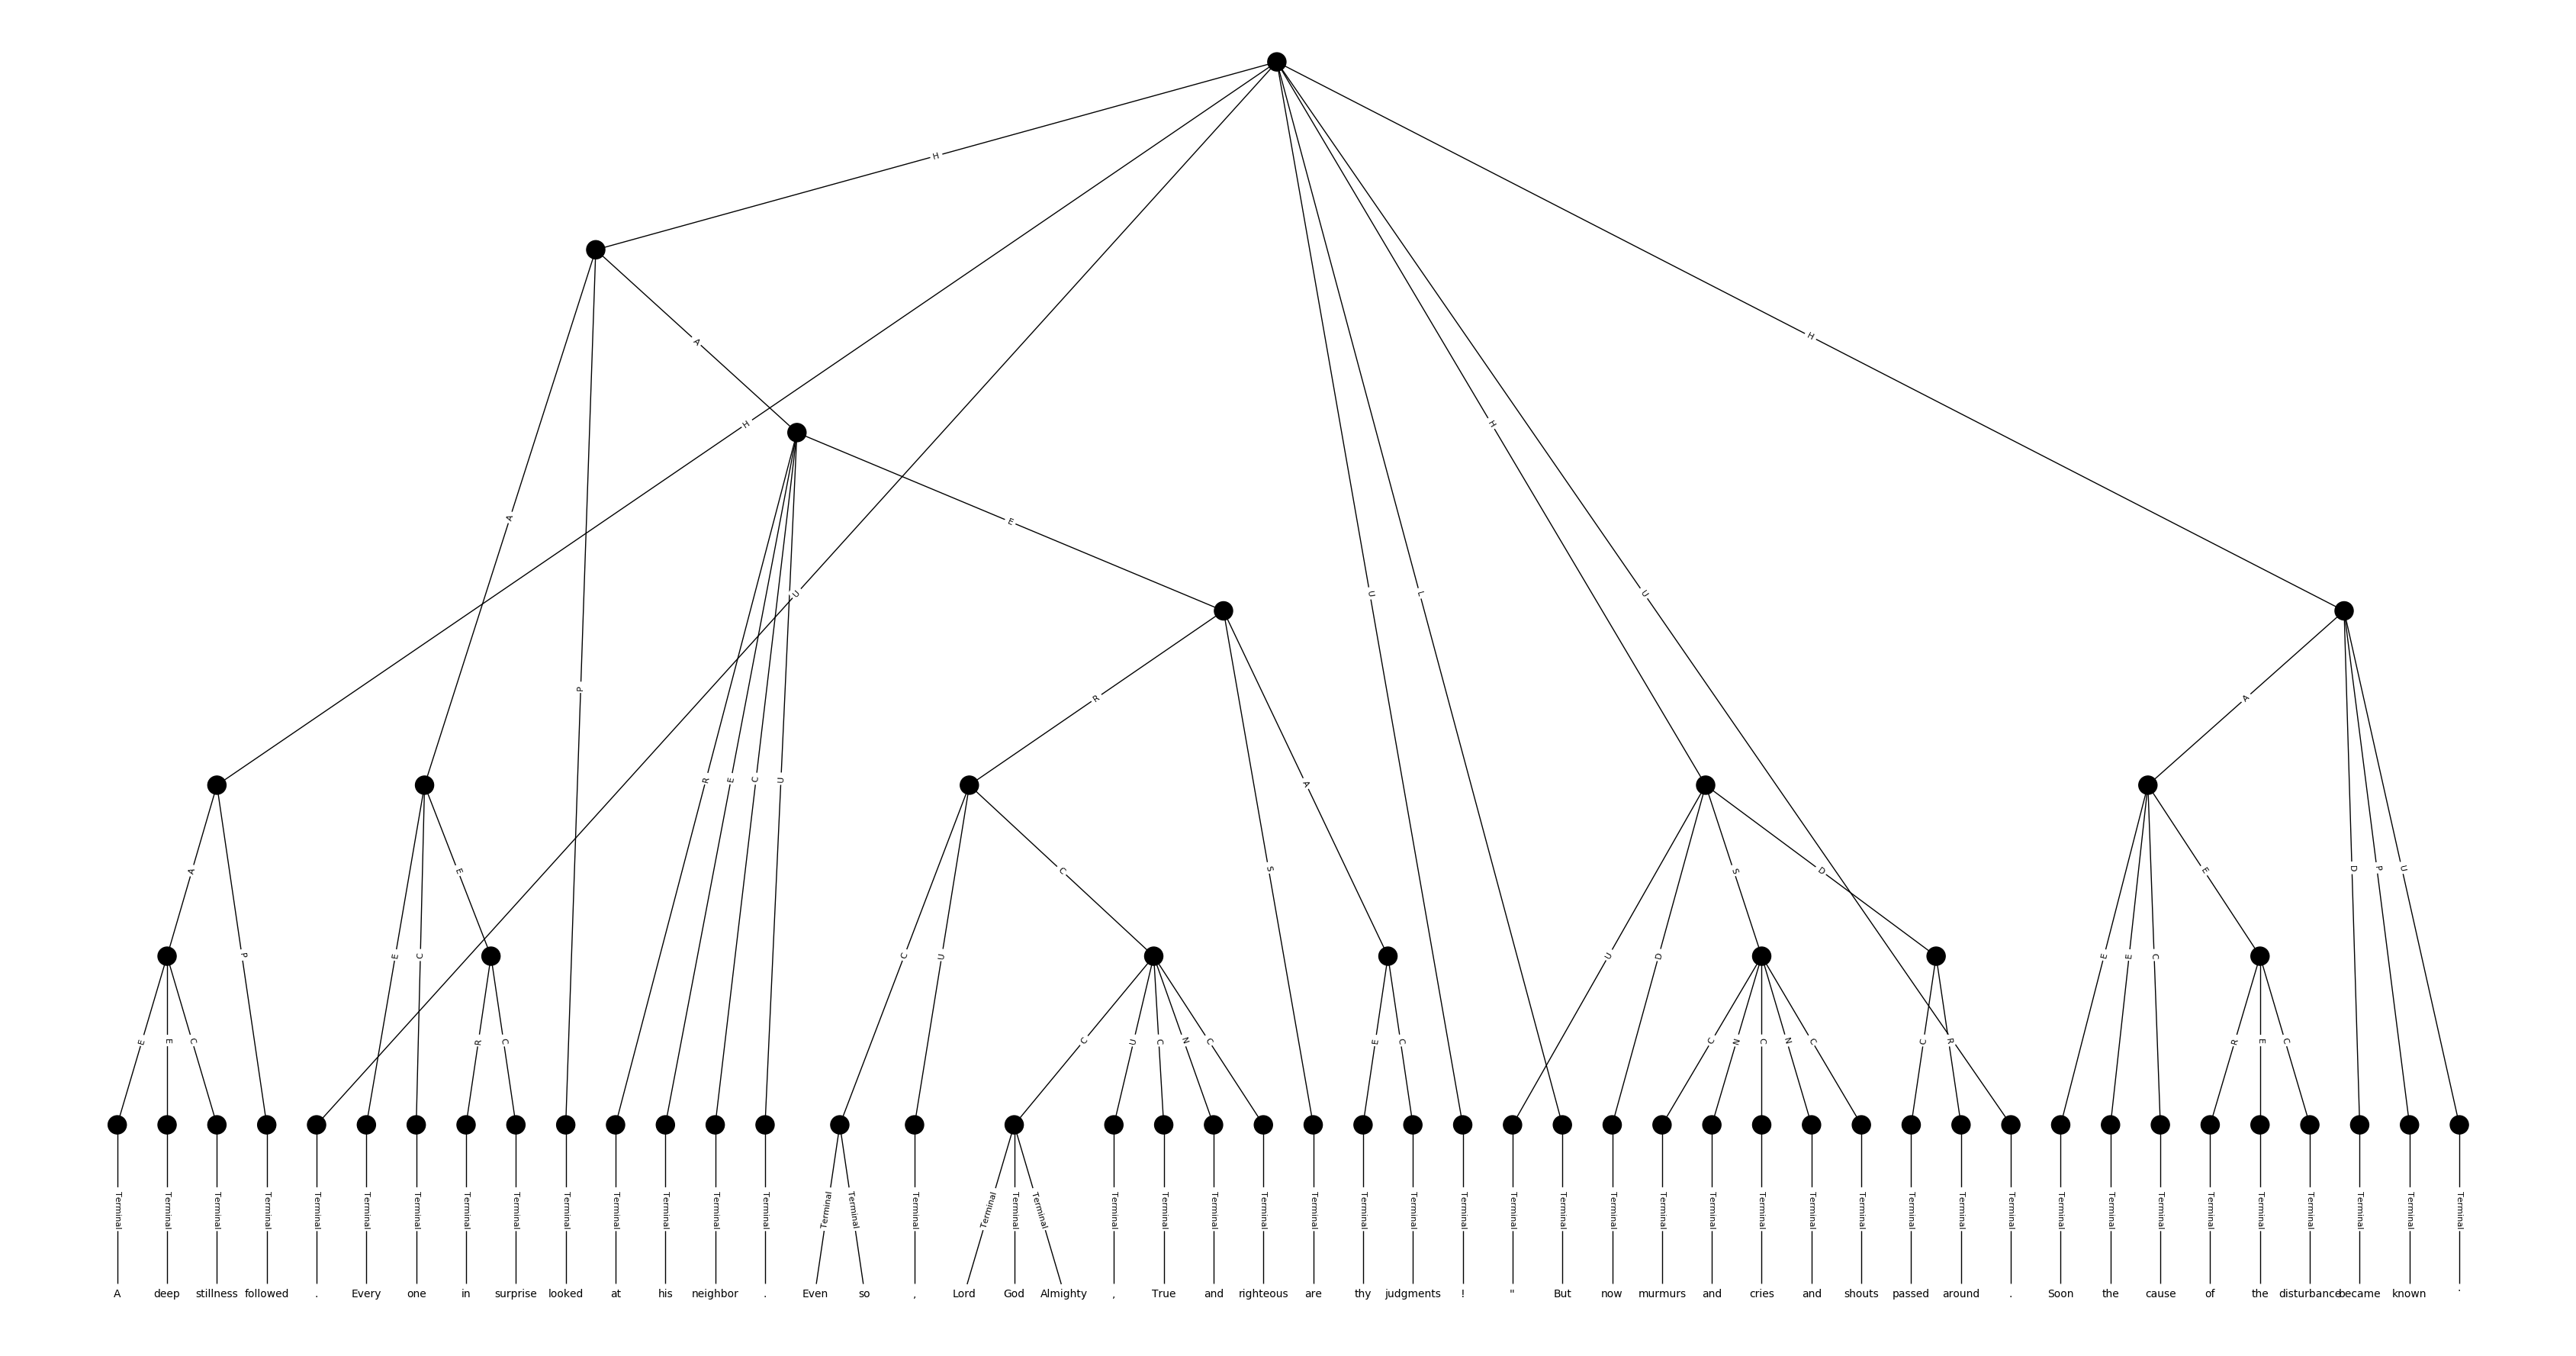 H
H
A
H
A
E
U
U
L
H
U
H
P
R
A
R
E
C
U
R
S
A
A
A
P
E
C
E
C
U
C
U
D
S
D
E
E
C
E
D
P
U
E
E
C
R
C
C
U
C
N
C
E
C
C
N
C
N
C
C
R
R
E
C
Terminal Terminal Terminal Terminal Terminal Terminal Terminal Terminal Terminal Terminal Terminal Terminal Terminal Terminal Terminal Terminal Terminal Terminal Terminal Terminal Terminal Terminal Terminal Terminal Terminal Terminal Terminal Terminal Terminal Terminal Terminal Terminal Terminal Terminal Terminal Terminal Terminal Terminal Terminal Terminal Terminal Terminal Terminal Terminal Terminal Terminal Terminal Terminal
A deep stillness followed . Every one in surprise looked at his neighbor . Even so , Lord God Almighty , True and righteous are thy judgments ! " But now murmurs and cries and shouts passed around . Soon the cause of the disturbance became known .